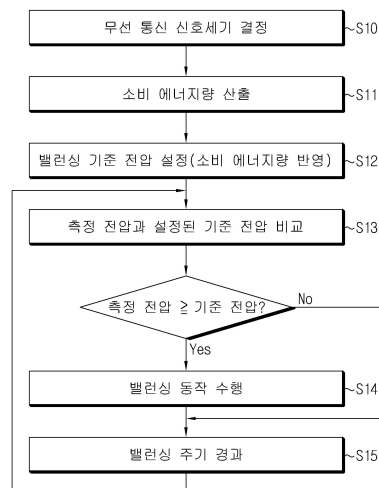 무선 통신 신호세기 결정
S10
소비 에너지량 산출
S11
밸런싱 기준 전압 설정(소비 에너지량 반영)
S12
측정 전압과 설정된 기준 전압 비교
S13
측정 전압 ≧ 기준 전압?
No
Yes
밸런싱 동작 수행
S14
밸런싱 주기 경과
S15